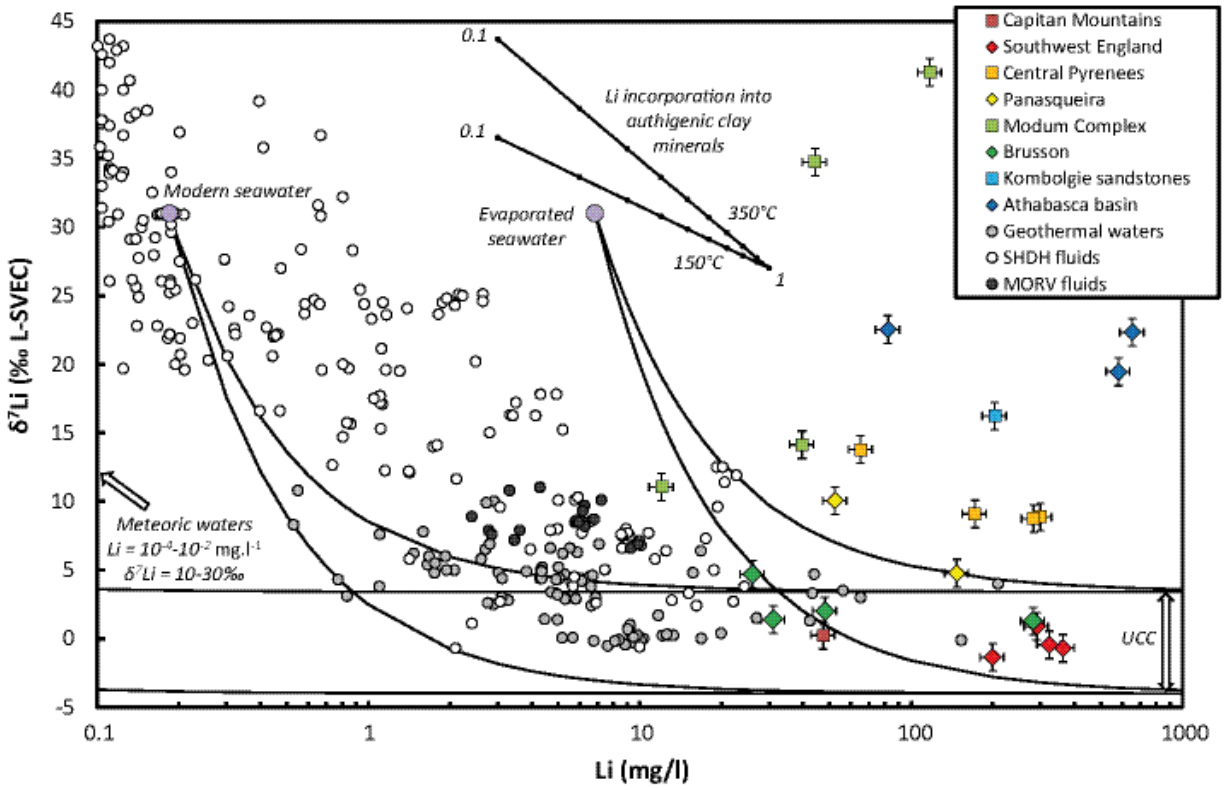 45
40
35
30
25
20
15
10
5
0
-5
δ⁷Li (‰ L-SVEC)
0.1
1
10
100
1000
Li (mg/l)
0.1
0.1
Li incorporation into
authigenic clay
minerals
350°C
150°C
1
Modern seawater
Evaporated
seawater
Meteoric waters
Li = 10⁻⁴-10⁻² mg.l⁻¹
δ⁷Li = 10-30‰
UCC
Capitan Mountains
Southwest England
Central Pyrenees
Panasqueira
Modum Complex
Brusson
Kombolgie sandstones
Athabasca basin
Geothermal waters
SHDH fluids
MORV fluids